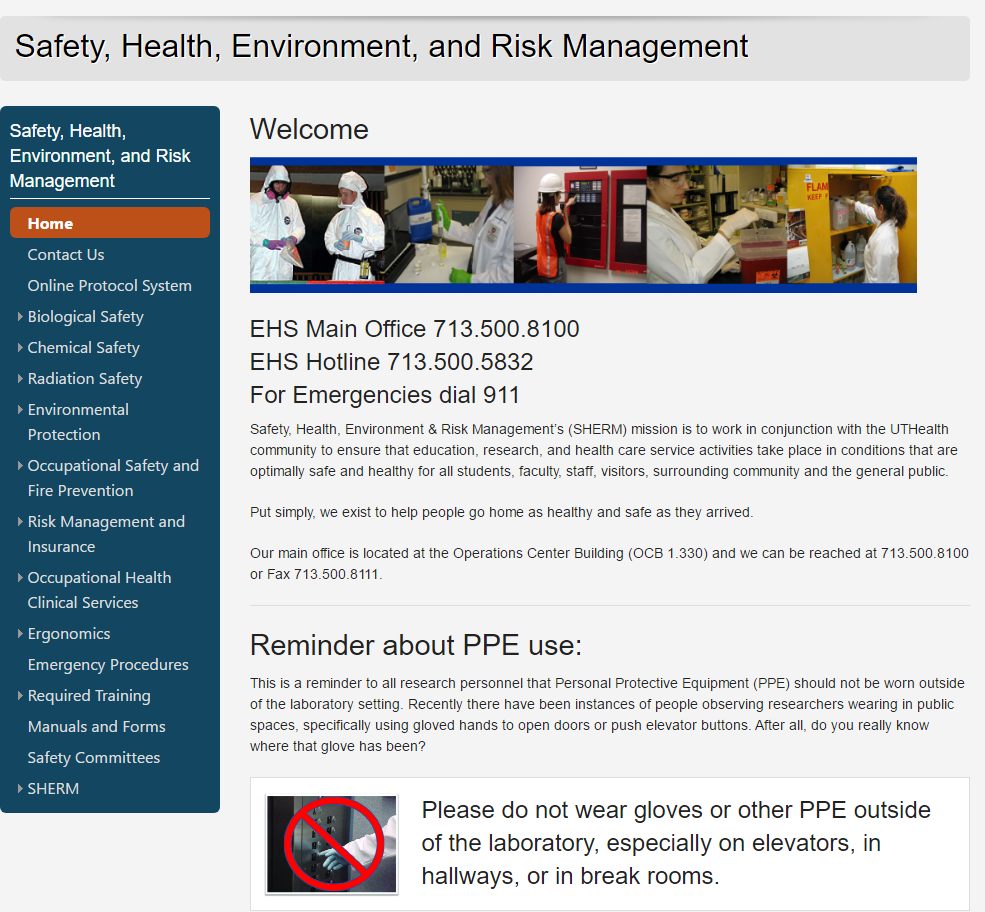 Safety, Health, Environment, and Risk Management
Safety, Health,
Environment, and Risk
Management
Home
Contact Us
Online Protocol System
Biological Safety
Chemical Safety
Radiation Safety
Environmental
Protection
Occupational Safety and
Fire Prevention
Risk Management and
Insurance
Occupational Health
Clinical Services
Ergonomics
Emergency Procedures
Required Training
Manuals and Forms
Safety Committees
SHERM
Welcome
FLAM
KEEP
EHS Main Office 713.500.8100
EHS Hotline 713.500.5832
For Emergencies dial 911
Safety, Health, Environment & Risk Management's (SHERM) mission is to work in conjunction with the UTHealth
community to ensure that education, research, and health care service activities take place in conditions that are
optimally safe and healthy for all students, faculty, staff, visitors, surrounding community and the general public.
Put simply, we exist to help people go home as healthy and safe as they arrived.
Our main office is located at the Operations Center Building (OCB 1.330) and we can be reached at 713.500.8100
or Fax 713.500.8111.
Reminder about PPE use:
This is a reminder to all research personnel that Personal Protective Equipment (PPE) should not be worn outside
of the laboratory setting. Recently there have been instances of people observing researchers wearing in public
spaces, specifically using gloved hands to open doors or push elevator buttons. After all, do you really know
where that glove has been?
Please do not wear gloves or other PPE outside
of the laboratory, especially on elevators, in
hallways, or in break rooms.